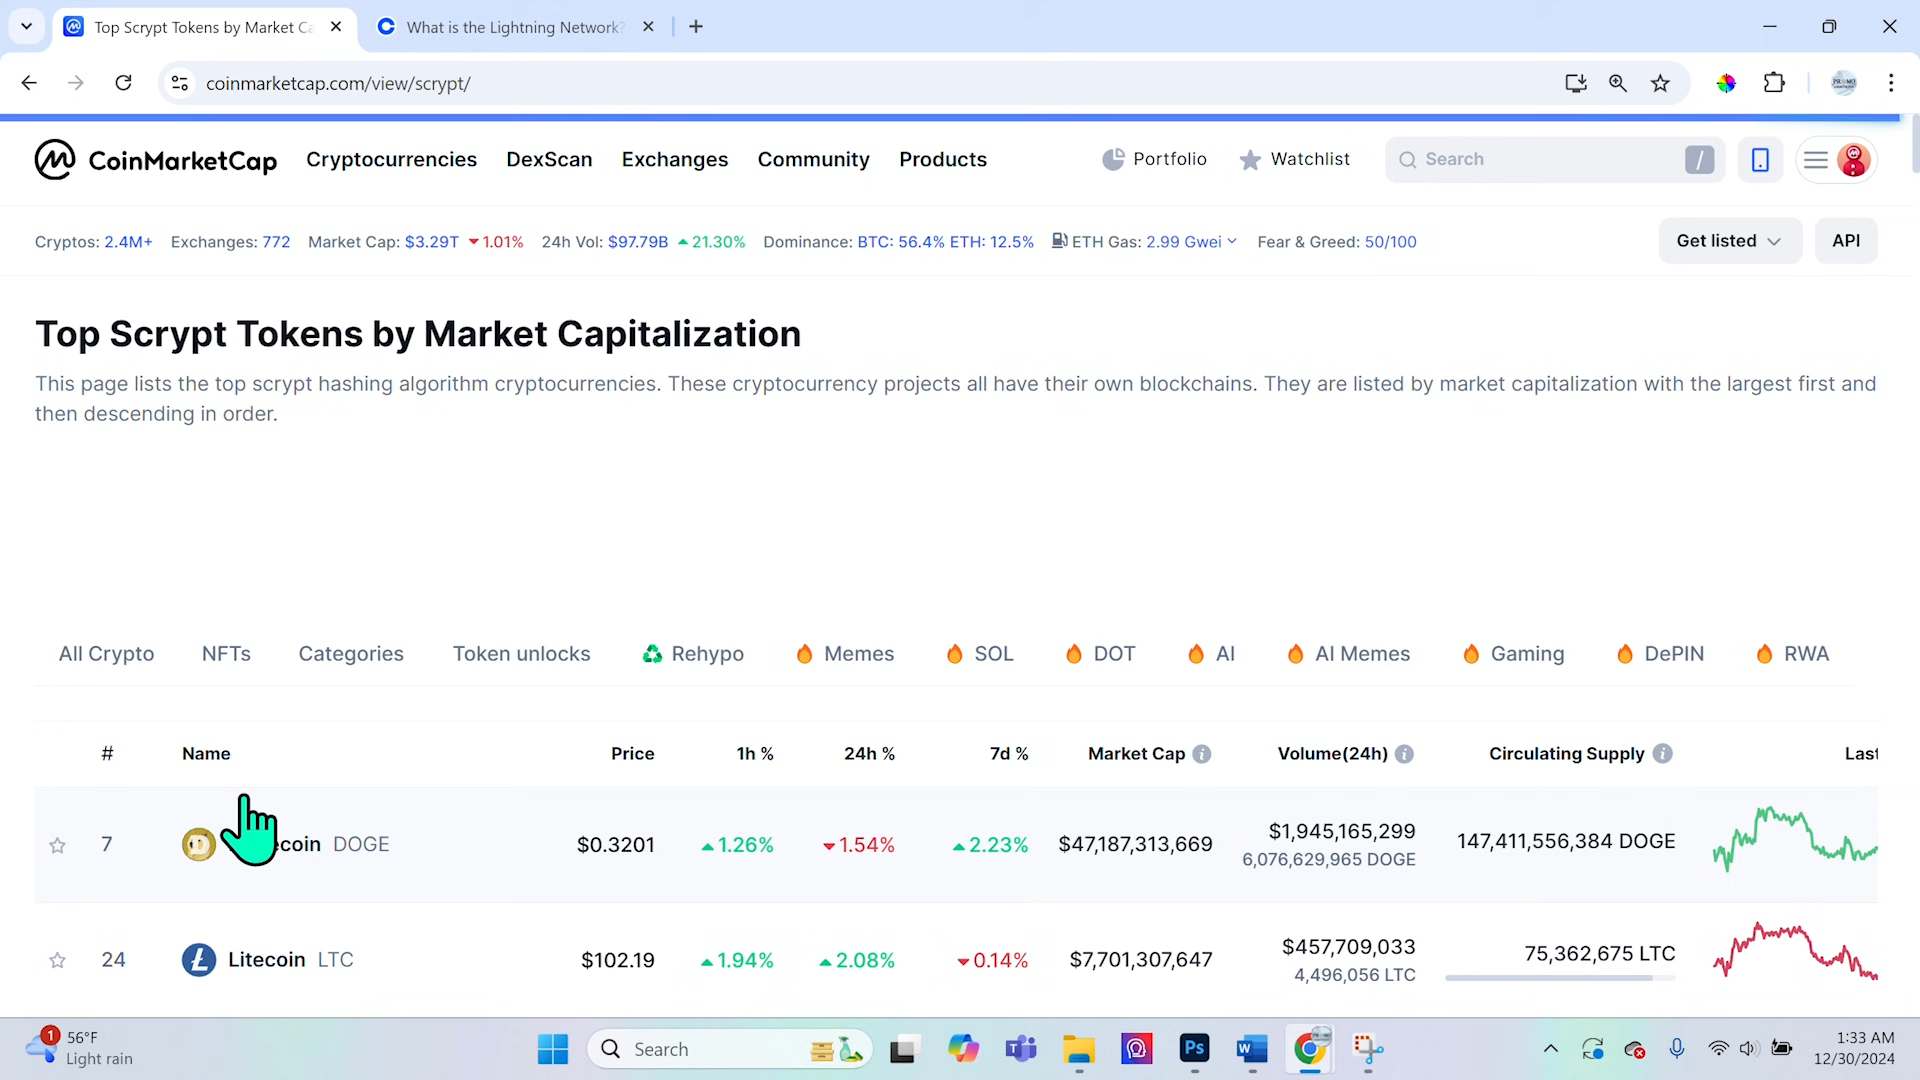 Top Scrypt Tokens by Market Ca
What is the Lightning Network?
coinmarketcap.com/view/scrypt/
CoinMarketCap
Cryptocurrencies
DexScan
Exchanges
Community
Products
Portfolio
Watchlist
Search
/
Cryptos: 2.4M+
Exchanges: 772
Market Cap: $3.29T 1.01%
24h Vol: $97.79B 21.30%
Dominance: BTC: 56.4% ETH: 12.5%
ETH Gas: 2.99 Gwei
Fear & Greed: 50/100
Get listed
API
Top Scrypt Tokens by Market Capitalization
This page lists the top scrypt hashing algorithm cryptocurrencies. These cryptocurrency projects all have their own blockchains. They are listed by market capitalization with the largest first and
then descending in order.
All Crypto
NFTs
Categories
Token unlocks
Rehypo
Memes
SOL
DOT
AI
AI Memes
Gaming
DePIN
RWA
#
Name
Price
1h %
24h %
7d %
Market Cap
Volume(24h)
Circulating Supply
Last
7
coin DOGE
$0.3201
1.26%
1.54%
2.23%
$47,187,313,669
$1,945,165,299
6,076,629,965 DOGE
147,411,556,384 DOGE
24
Litecoin LTC
$102.19
1.94%
2.08%
0.14%
$7,701,307,647
$457,709,033
4,496,056 LTC
75,362,675 LTC
1
56°F
Light rain
Search
Ps
W
1:33 AM
12/30/2024